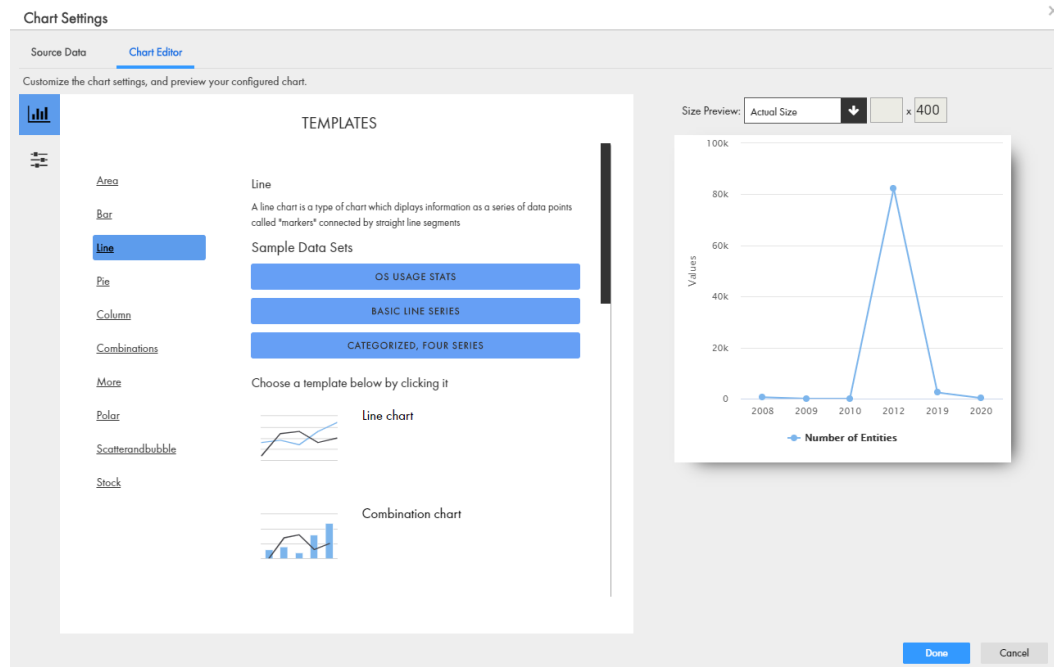 Chart Settings
×
Source Data
Chart Editor
Customize the chart settings, and preview your configured chart.
TEMPLATES
Area
Bar
Line
Pie
Column
Combinations
More
Polar
Scatterandbubble
Stock
Line
A line chart is a type of chart which diplays information as a series of data points
called "markers" connected by straight line segments
Sample Data Sets
OS USAGE STATS
BASIC LINE SERIES
CATEGORIZED, FOUR SERIES
Choose a template below by clicking it
Line chart
Combination chart
Size Preview: Actual Size x 400
100k
80k
60k
40k
20k
0
Values
2008 2009 2010 2012 2019 2020
Number of Entities
Done
Cancel